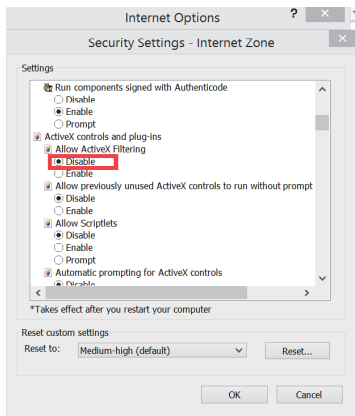 Internet Options
?
Security Settings - Internet Zone
Settings
Run components signed with Authenticode
Disable
Enable
Prompt
ActiveX controls and plug-ins
Allow ActiveX Filtering
Disable
Enable
Allow previously unused ActiveX controls to run without prompt
Disable
Enable
Allow Scriptlets
Disable
Enable
Prompt
Automatic prompting for ActiveX controls
Disable
*Takes effect after you restart your computer
Reset custom settings
Reset to: Medium-high (default) Reset...
OK Cancel